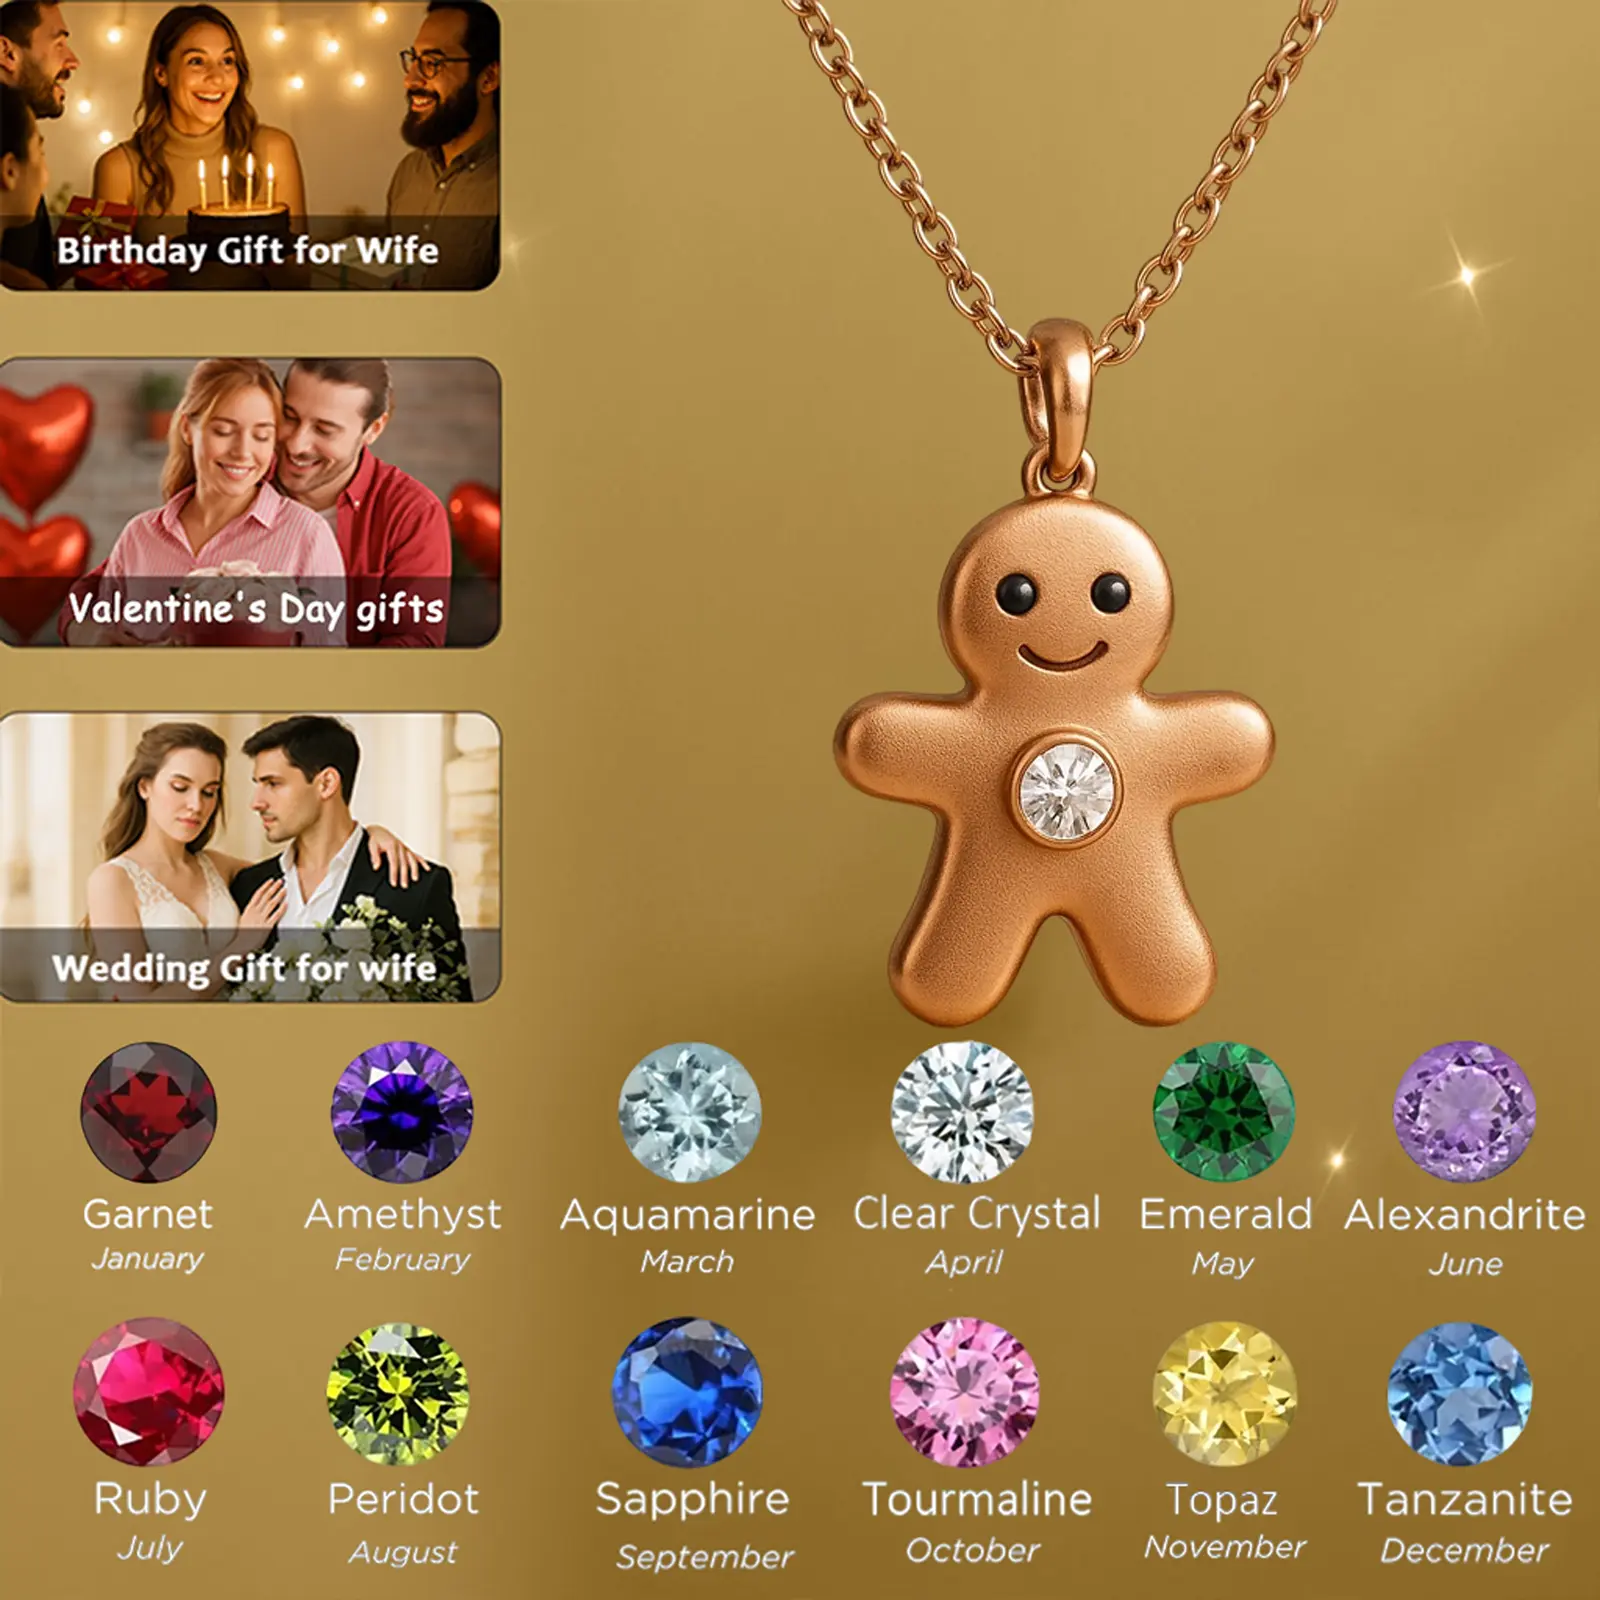 Birthday Gift for Wife
Valentine's Day gifts
Wedding Gift for wife
Garnet
January
Amethyst
February
Aquamarine
March
Clear Crystal
April
Emerald
May
Alexandrite
June
Ruby
July
Peridot
August
Sapphire
September
Tourmaline
October
Topaz
November
Tanzanite
December